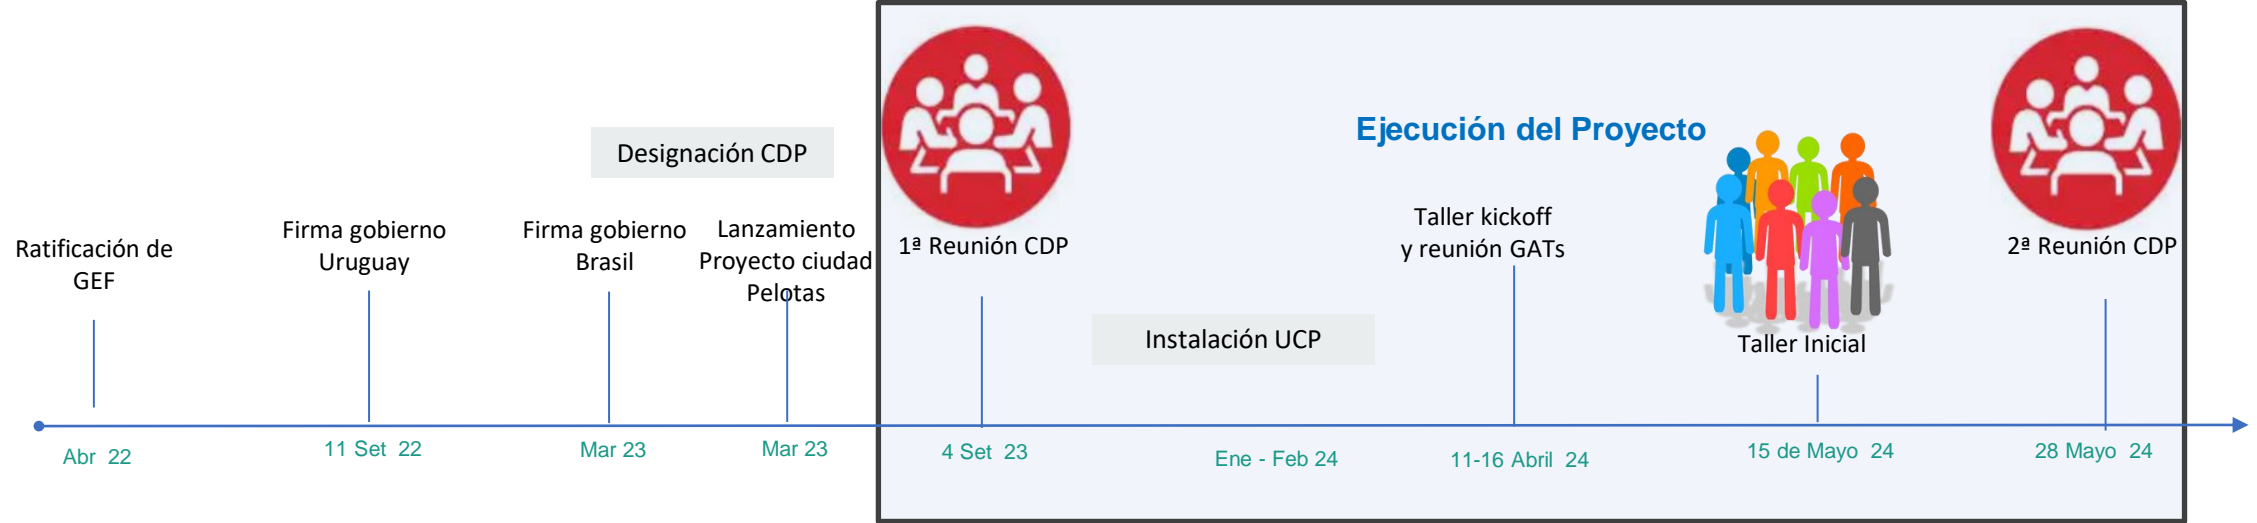 Ejecución del Proyecto
Designación CDP
Ratificación de
GEF
Firma gobierno
Uruguay
Firma gobierno
Brasil
Lanzamiento
Proyecto ciudad
Pelotas
1ª Reunión CDP
Instalación UCP
Taller kickoff
y reunión GATs
Taller Inicial
2ª Reunión CDP
Abr 22
11 Set 22
Mar 23
Mar 23
4 Set 23
Ene - Feb 24
11-16 Abril 24
15 de Mayo 24
28 Mayo 24